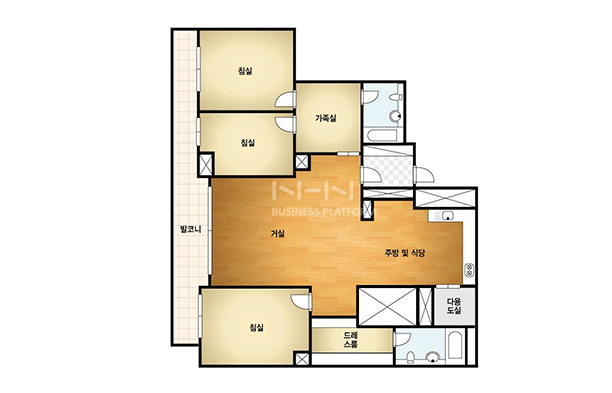 침실
침실
가족실
N-H-N
BUSINESS PLATFORM
발코니
거실
주방 및 식당
다용
도실
침실
드레
스룸